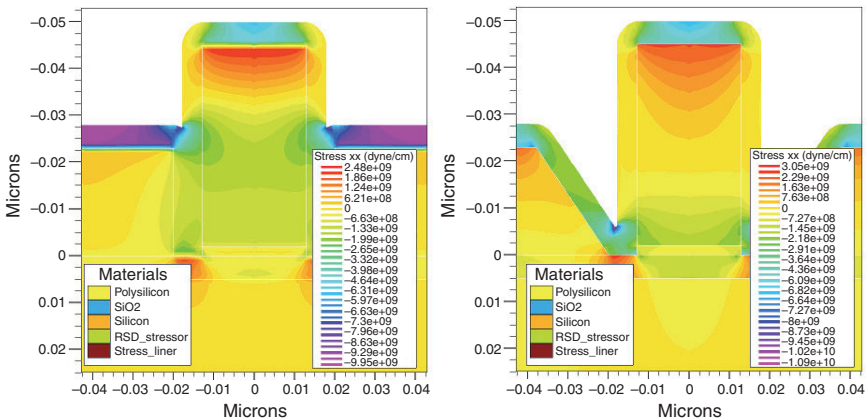 −0.05
−0.04
−0.03
−0.02
−0.01
0
0.01
0.02
Microns
−0.04 −0.03 −0.02 −0.01 0 0.01 0.02 0.03 0.04
Microns
Materials
Polysilicon
SiO2
Silicon
RSD_stressor
Stress_liner
Stress xx (dyne/cm)
2.48e+09
1.86e+09
1.24e+09
6.21e+08
0
−6.63e+08
−1.33e+09
−1.99e+09
−2.65e+09
−3.32e+09
−3.98e+09
−4.64e+09
−6.31e+09
−5.97e+09
−6.63e+09
−7.3e+09
−7.96e+09
−8.63e+09
−9.29e+09
−9.95e+09
−0.05
−0.04
−0.03
−0.02
−0.01
0
0.01
0.02
Microns
−0.04 −0.03 −0.02 −0.01 0 0.01 0.02 0.03 0.04
Microns
Materials
Polysilicon
SiO2
Silicon
RSD_stressor
Stress_liner
Stress xx (dyne/cm)
3.05e+09
2.29e+09
1.63e+09
7.63e+08
0
−7.27e+08
−1.45e+09
−2.18e+09
−2.91e+09
−3.64e+09
−4.36e+09
−6.09e+09
−6.82e+09
−6.64e+09
−7.27e+09
−8e+09
−8.73e+09
−9.45e+09
−1.02e+10
−1.09e+10